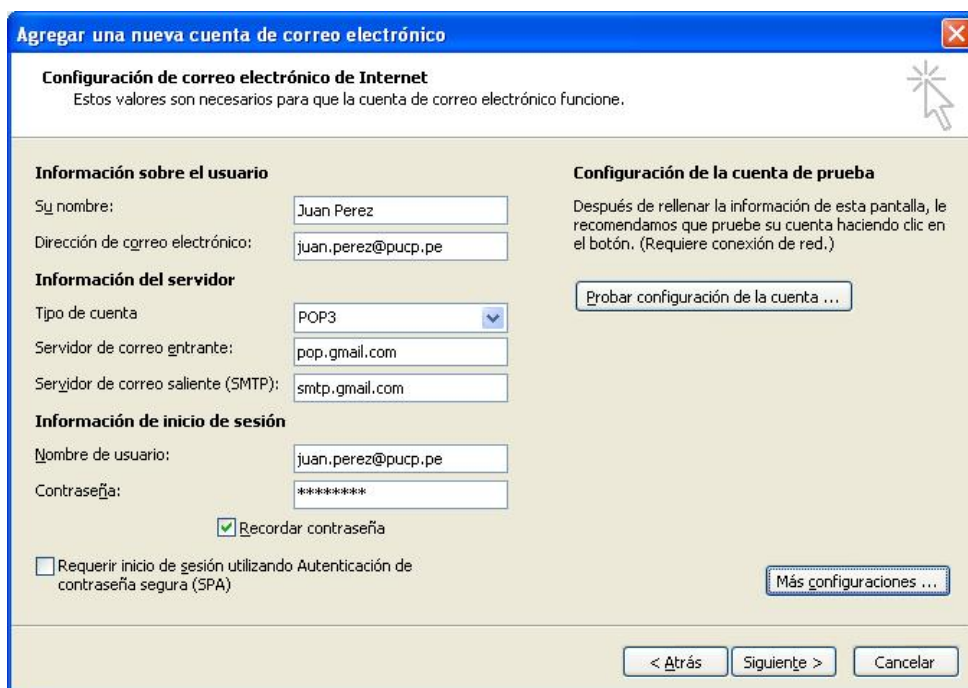 Agregar una nueva cuenta de correo electrónico
Configuración de correo electrónico de Internet
Estos valores son necesarios para que la cuenta de correo electrónico funcione.
Información sobre el usuario
Su nombre:
Juan Perez
Dirección de correo electrónico:
juan.perez@pucp.pe
Información del servidor
Tipo de cuenta
POP3
Servidor de correo entrante:
pop.gmail.com
Servidor de correo saliente (SMTP):
smtp.gmail.com
Información de inicio de sesión
Nombre de usuario:
juan.perez@pucp.pe
Contraseña:
********
Recordar contraseña
Requerir inicio de sesión utilizando Autenticación de
contraseña segura (SPA)
Configuración de la cuenta de prueba
Después de rellenar la información de esta pantalla, le
recomendamos que pruebe su cuenta haciendo clic en
el botón. (Requiere conexión de red.)
Probar configuración de la cuenta ...
Más configuraciones ...
< Atrás
Siguiente >
Cancelar